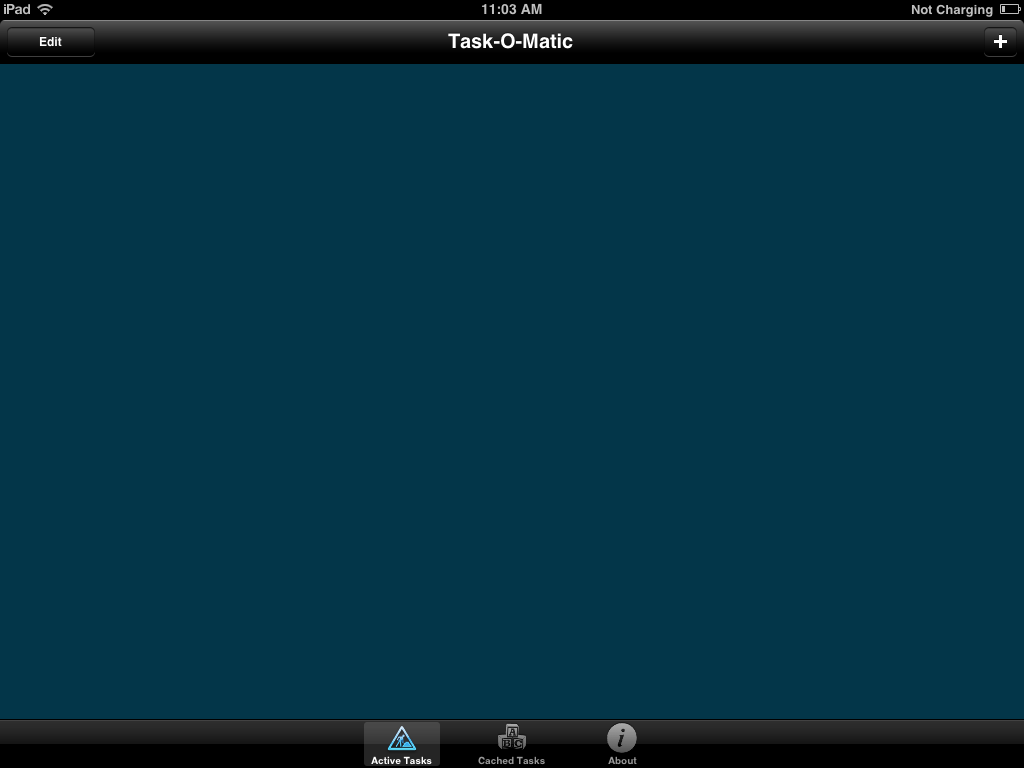 iPad 11:03 AM Not Charging
Edit Task-O-Matic +
A
B C
Active Tasks Cached Tasks About